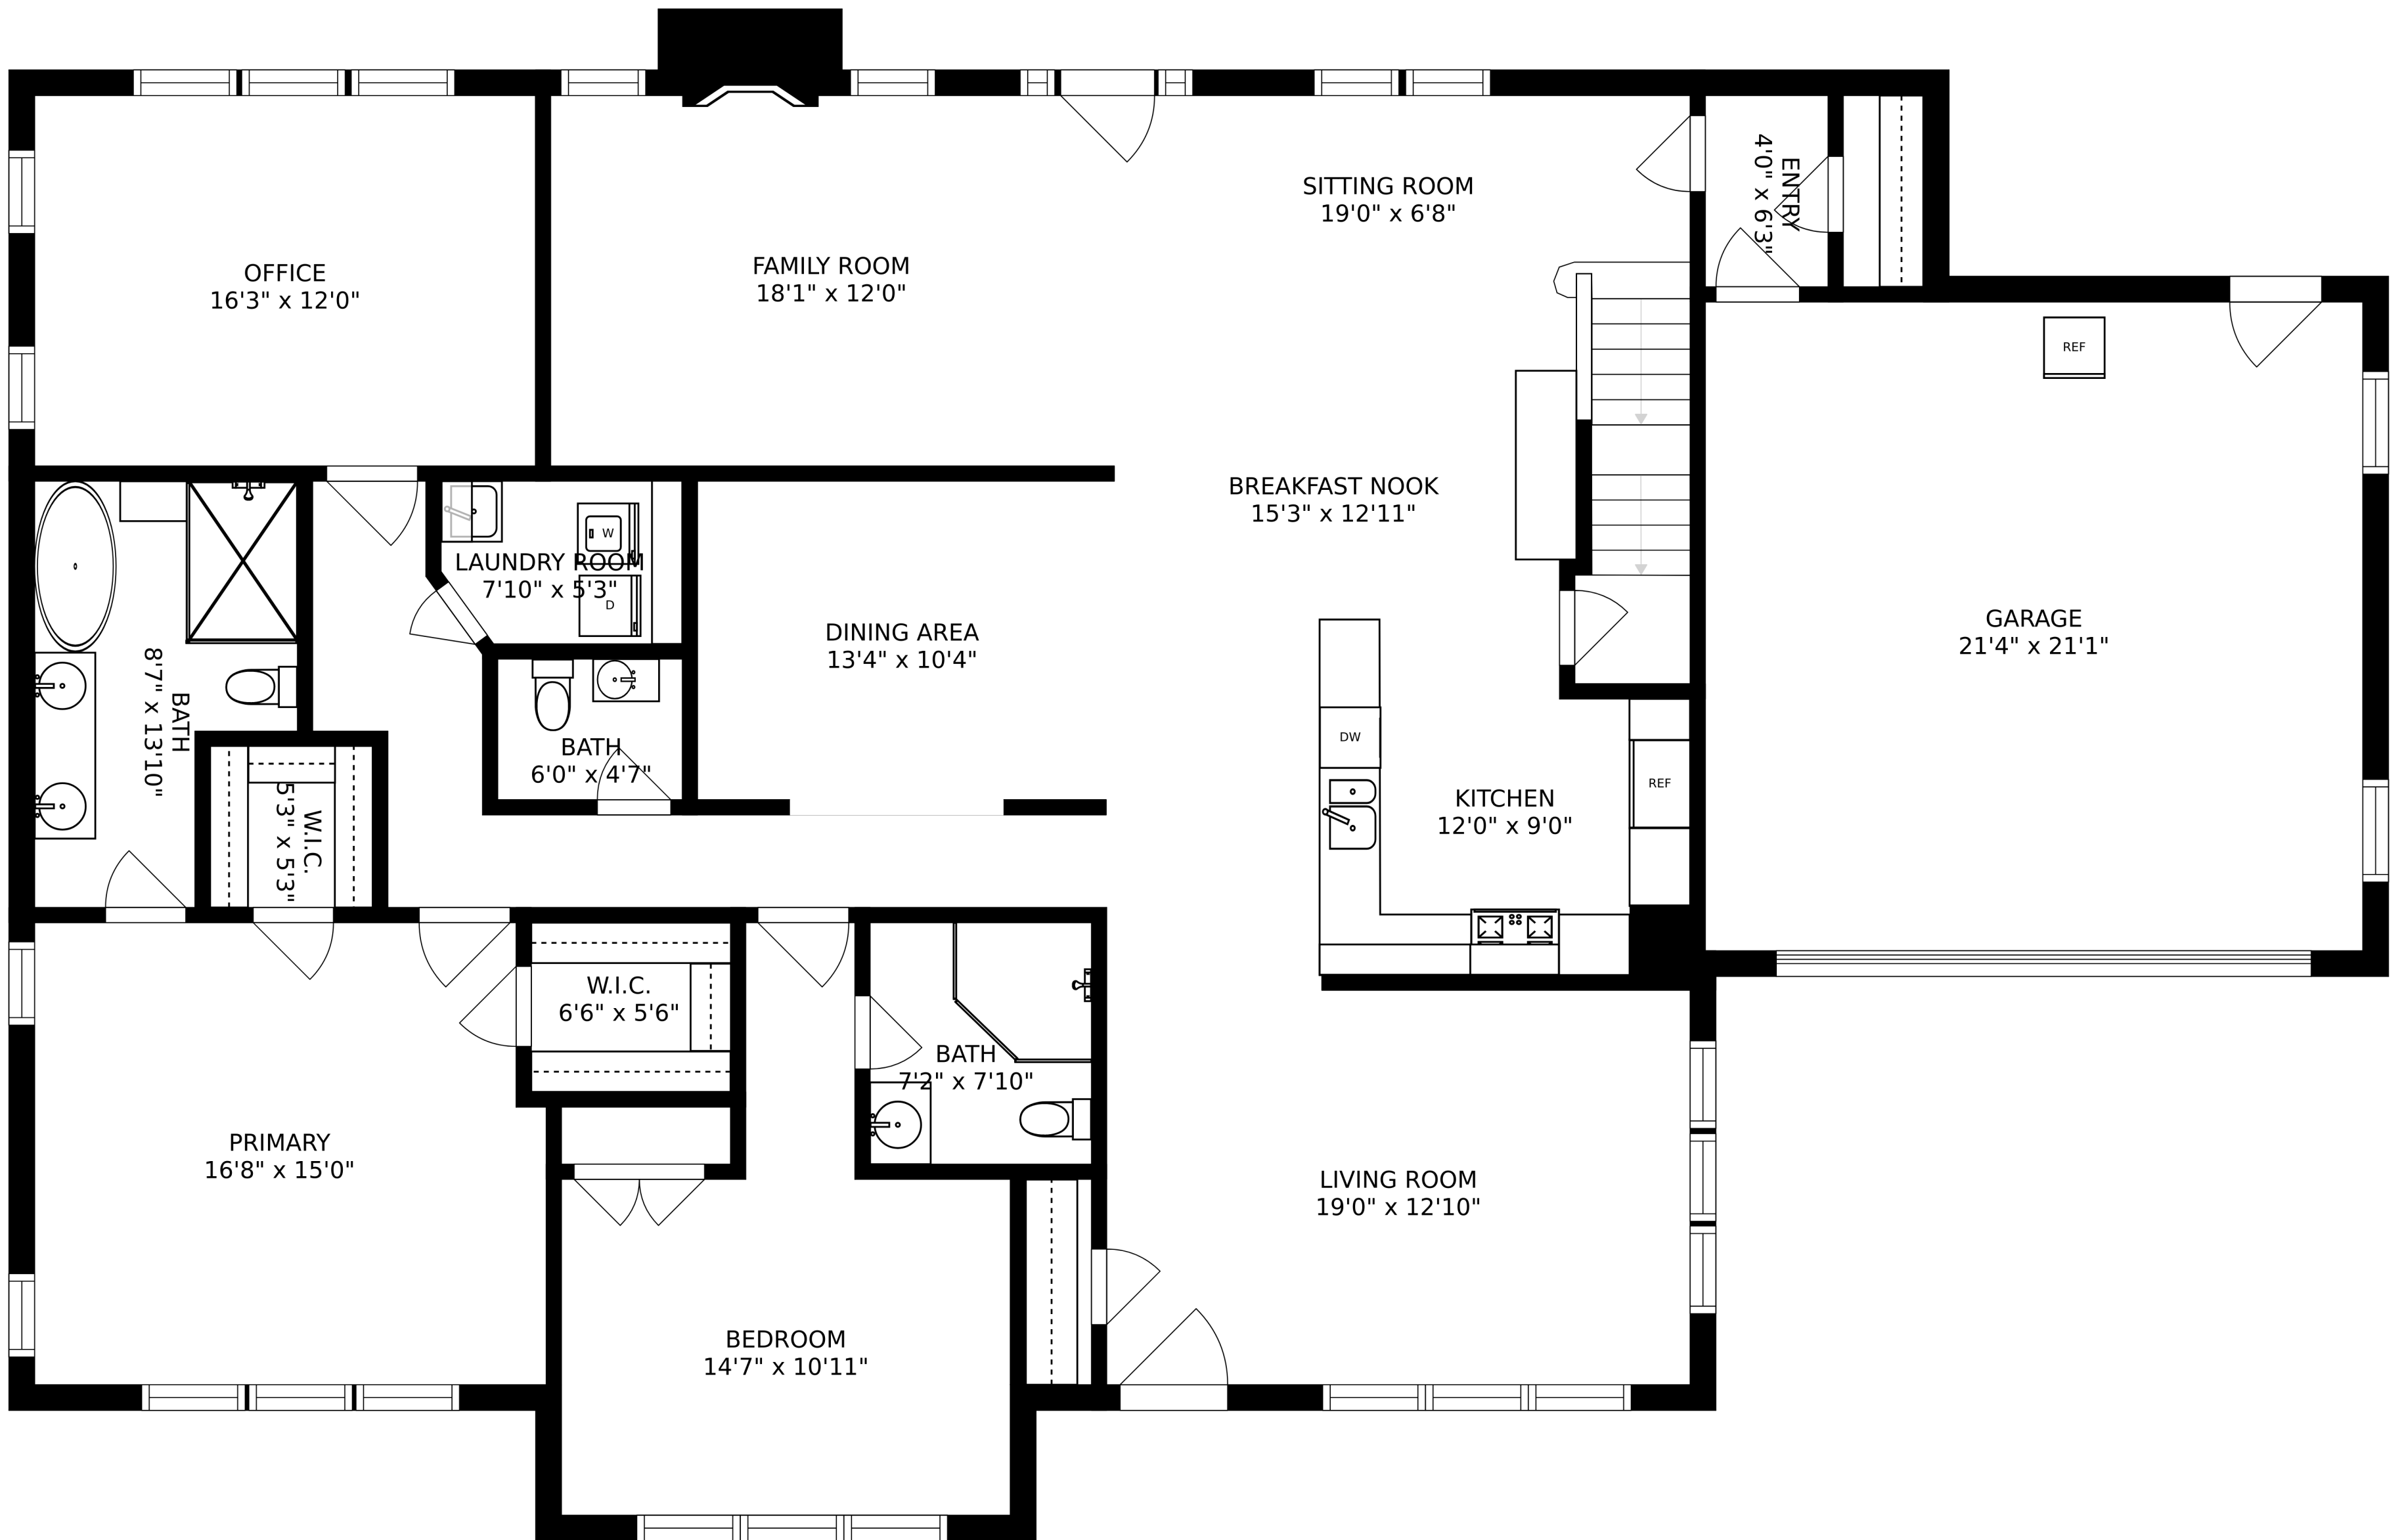 SITTING ROOM
19'0" x 6'8"
ENTRY
4'0" x 6'3"
OFFICE
16'3" x 12'0"
FAMILY ROOM
18'1" x 12'0"
REF
BREAKFAST NOOK
15'3" x 12'11"
W
LAUNDRY ROOM
7'10" x 5'3"
D
DINING AREA
13'4" x 10'4"
GARAGE
21'4" x 21'1"
BATH
8'7" x 13'10"
BATH
6'0" x 4'7"
DW
REF
KITCHEN
12'0" x 9'0"
W.I.C.
5'3" x 5'3"
W.I.C.
6'6" x 5'6"
BATH
7'2" x 7'10"
PRIMARY
16'8" x 15'0"
LIVING ROOM
19'0" x 12'10"
BEDROOM
14'7" x 10'11"